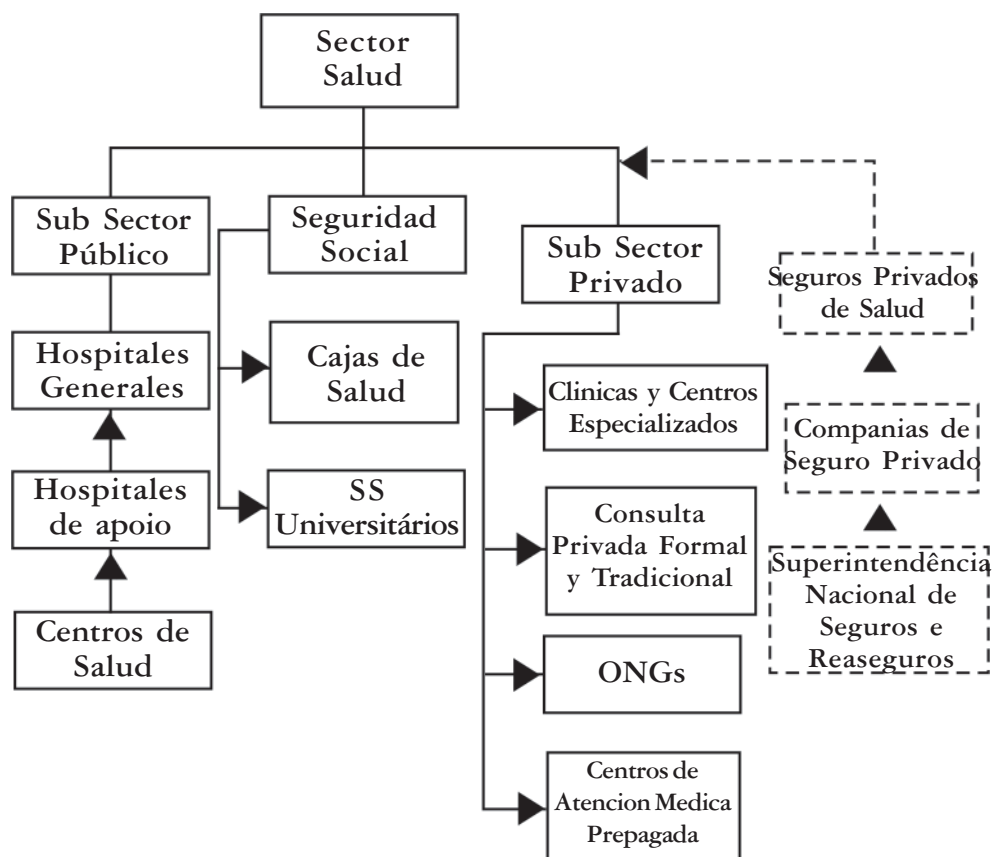 Sector
Salud
Sub Sector
Público
Seguridad
Social
Sub Sector
Privado
Seguros Privados
de Salud
Hospitales
Generales
Cajas de
Salud
Clinicas y Centros
Especializados
Companias de
Seguro Privado
Hospitales
de apoio
SS
Universitários
Consulta
Privada Formal
y Tradicional
Superintendência
Nacional de
Seguros e
Reaseguros
Centros de
Salud
ONGs
Centros de
Atencion Medica
Prepagada